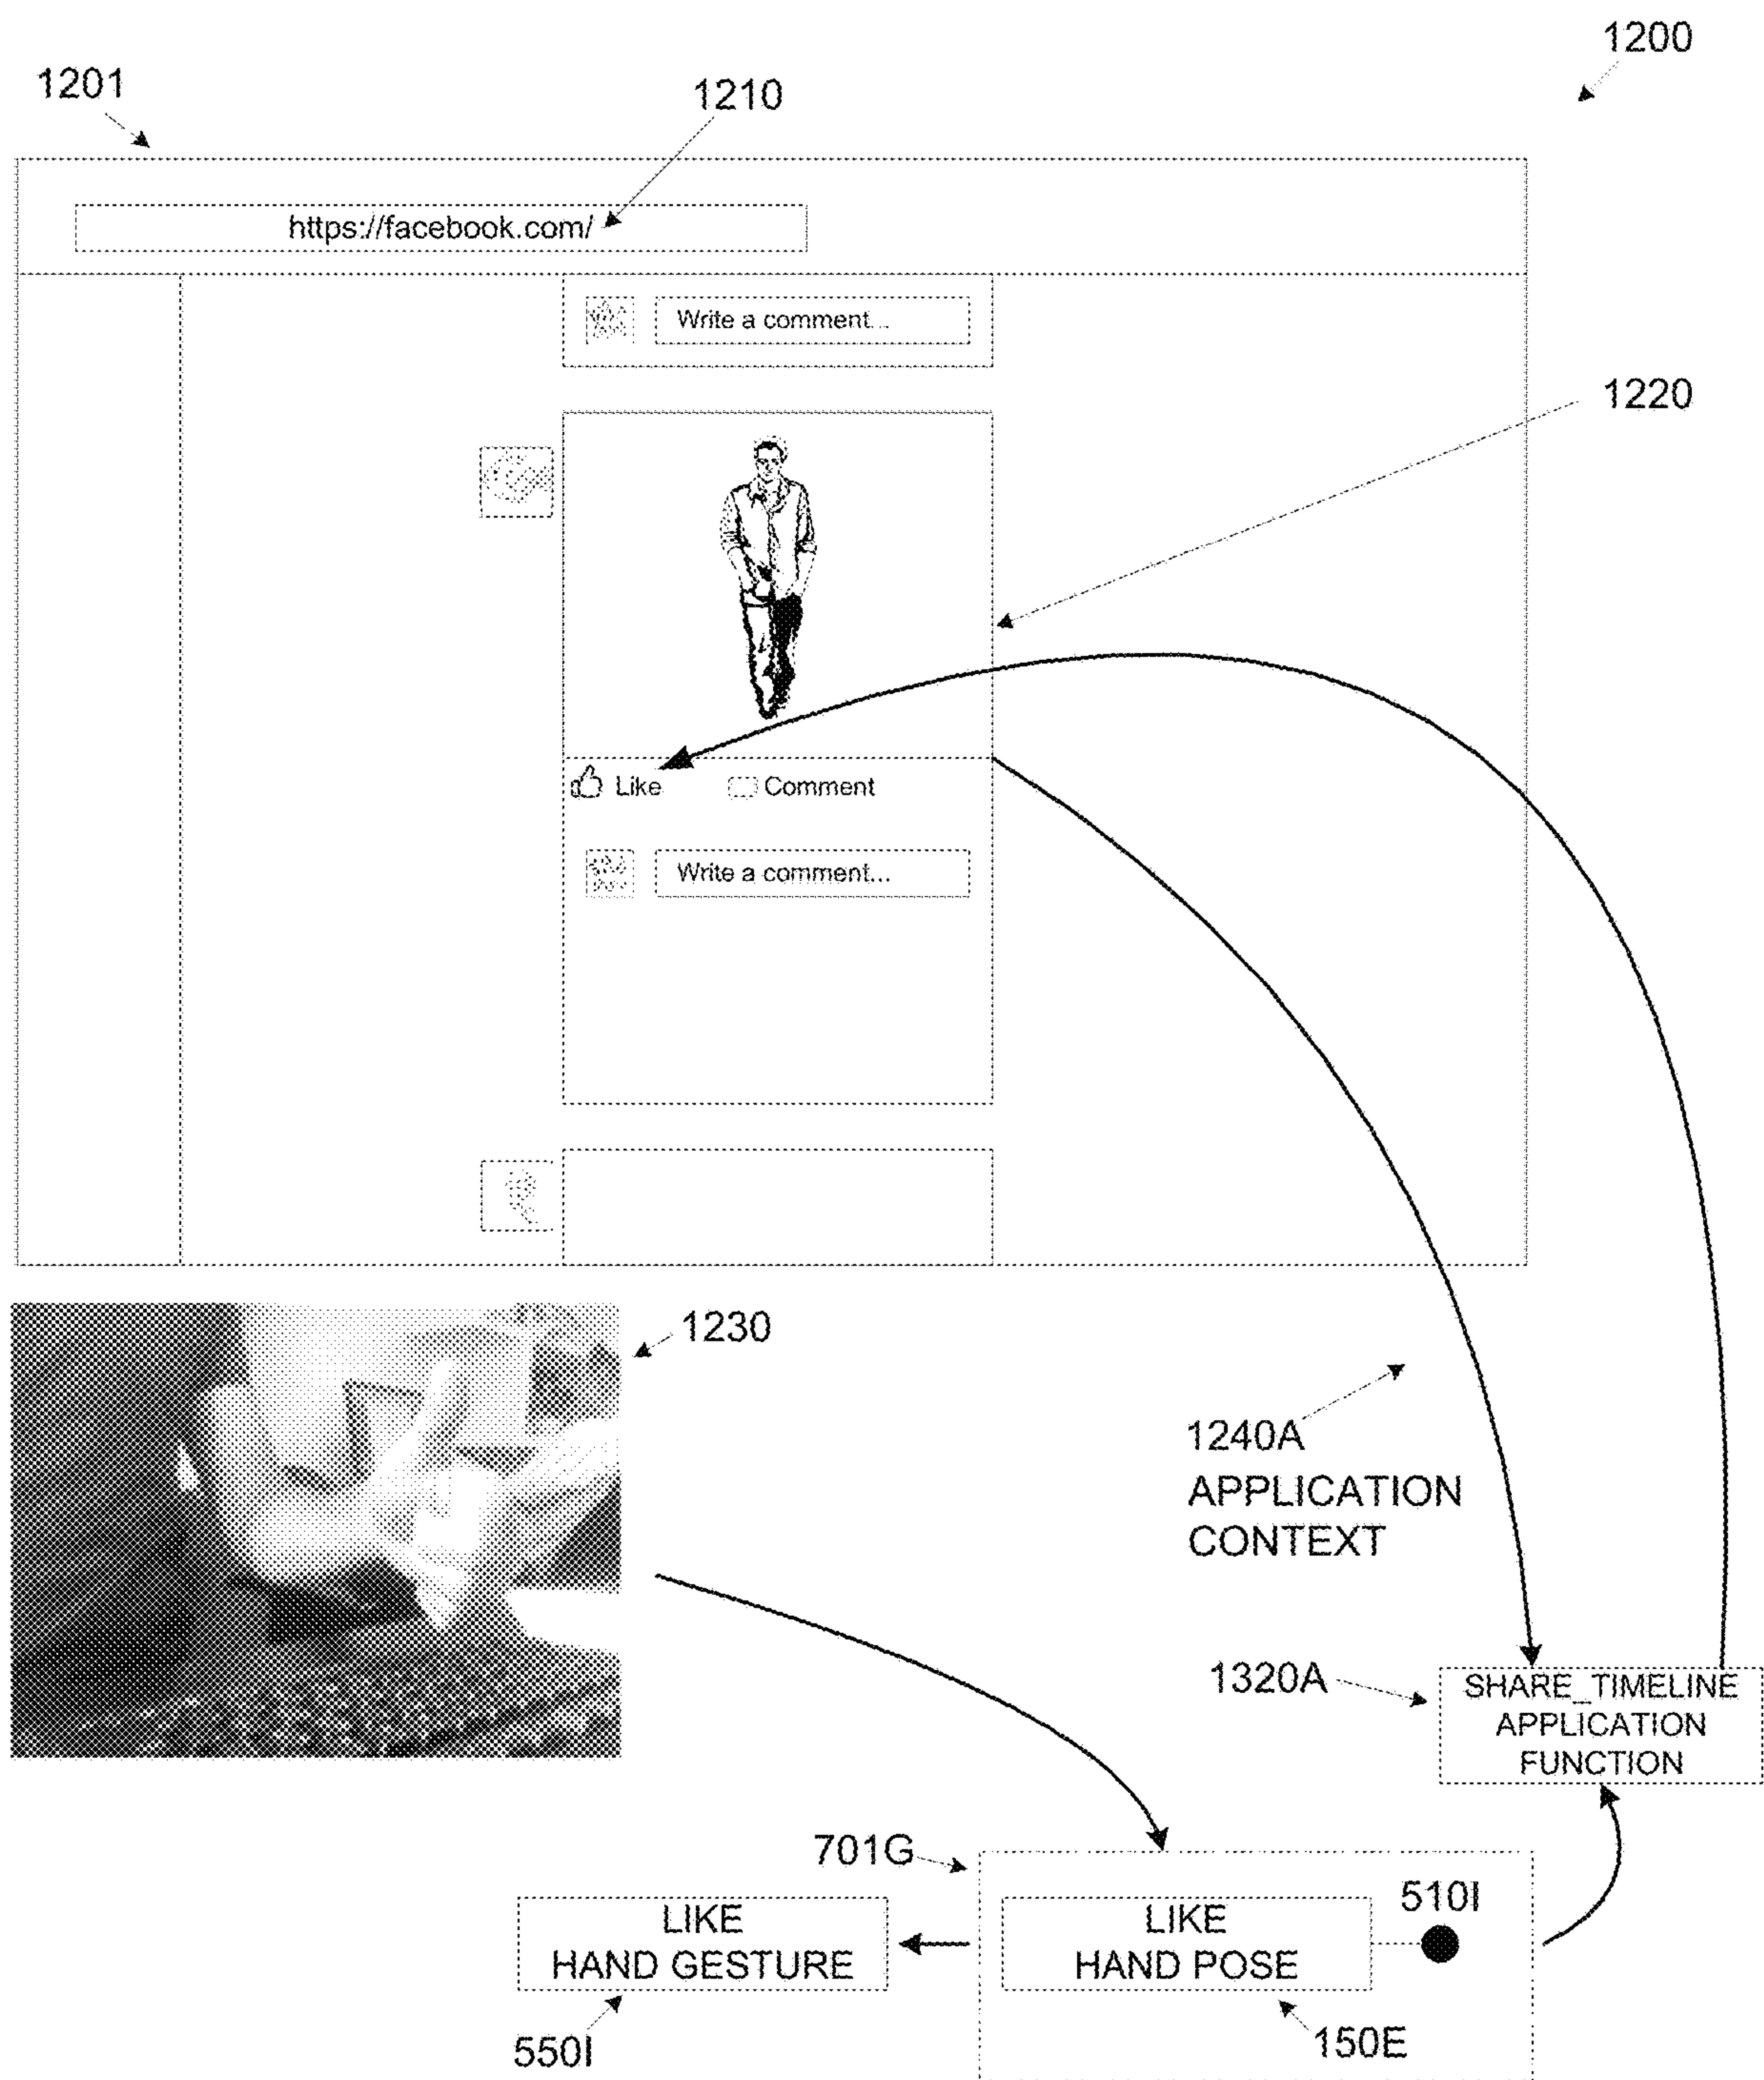 1200
1201
1210
https://facebook.com/
Write a comment...
1220
Like
Comment
Write a comment...
1230
1240A
APPLICATION
CONTEXT
1320A
SHARE_TIMELINE
APPLICATION
FUNCTION
701G
510I
LIKE
HAND GESTURE
LIKE
HAND POSE
550I
150E